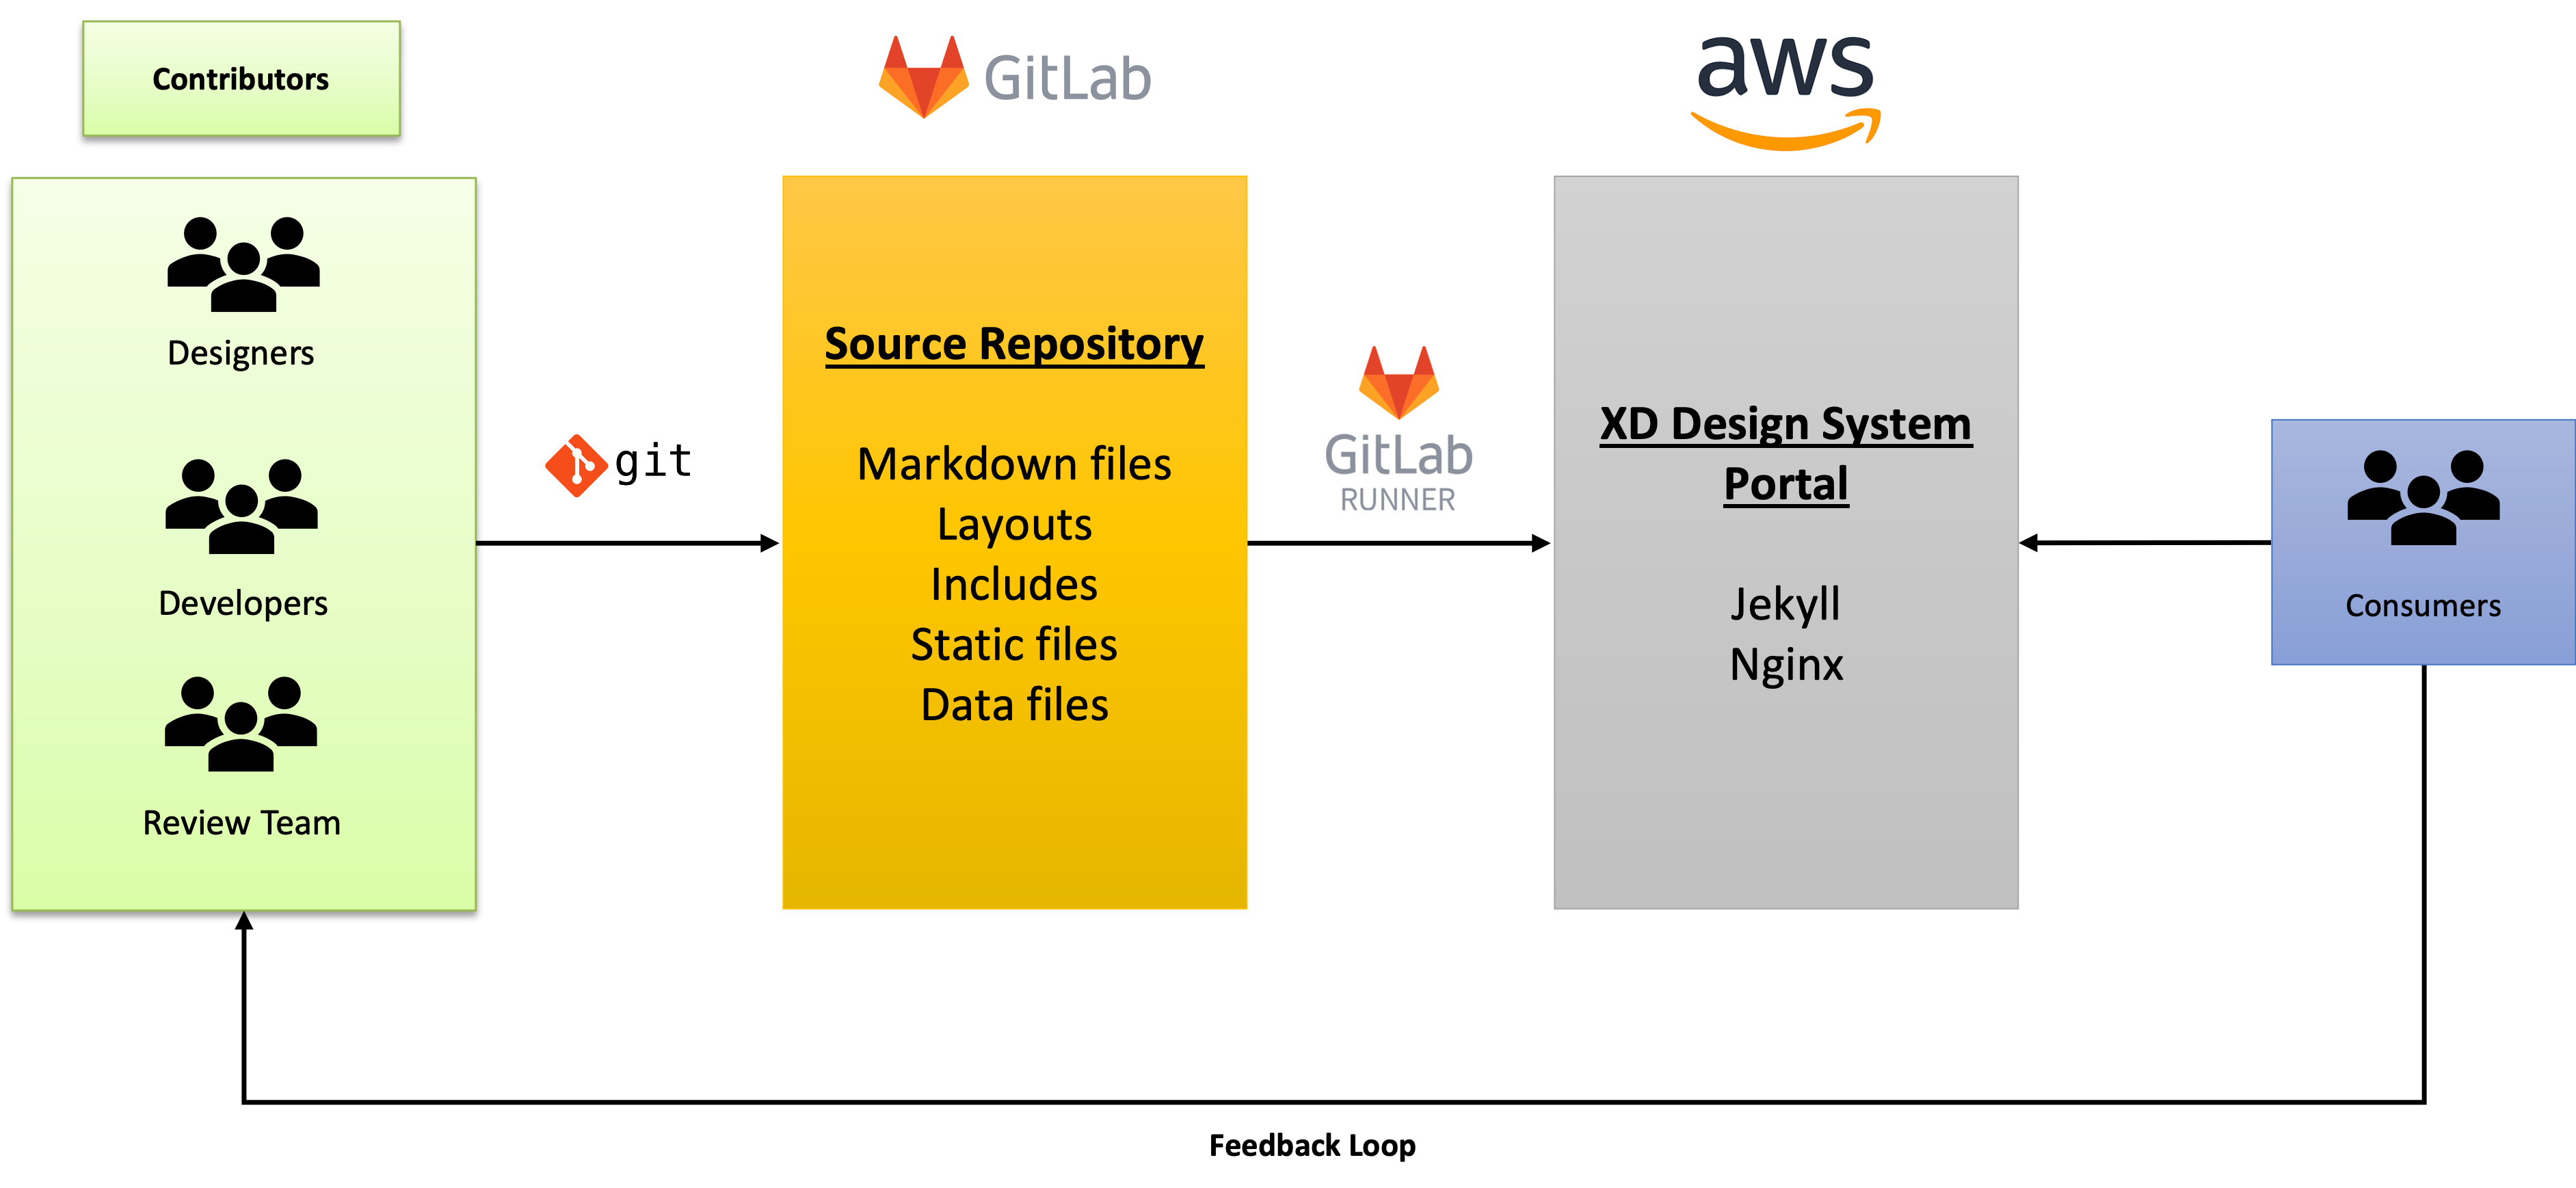 Contributors
Designers
Developers
Review Team
git
GitLab
Source Repository
Markdown files
Layouts
Includes
Static files
Data files
GitLab
RUNNER
aws
XD Design System
Portal
Jekyll
Nginx
Consumers
Feedback Loop